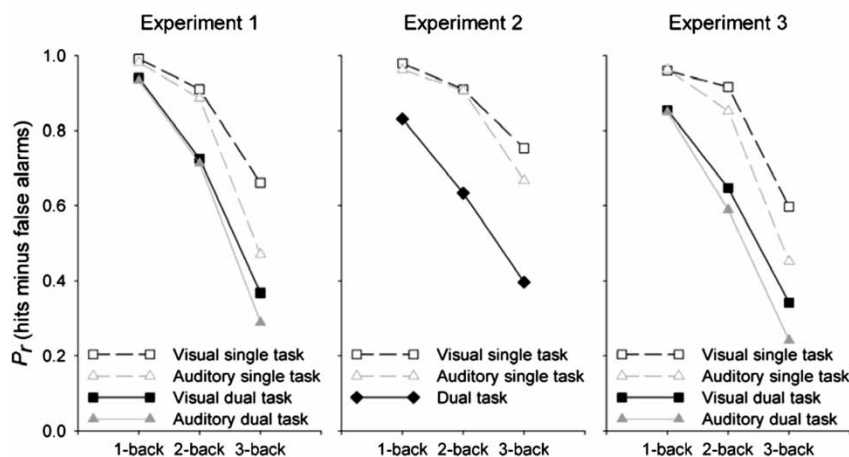 Experiment 1
Experiment 2
Experiment 3
Pr (hits minus false alarms)
1.0
0.8
0.6
0.4
0.2
0.0
Visual single task
Auditory single task
Visual dual task
Auditory dual task
1-back 2-back 3-back
Visual single task
Auditory single task
Dual task
1-back 2-back 3-back
Visual single task
Auditory single task
Visual dual task
Auditory dual task
1-back 2-back 3-back